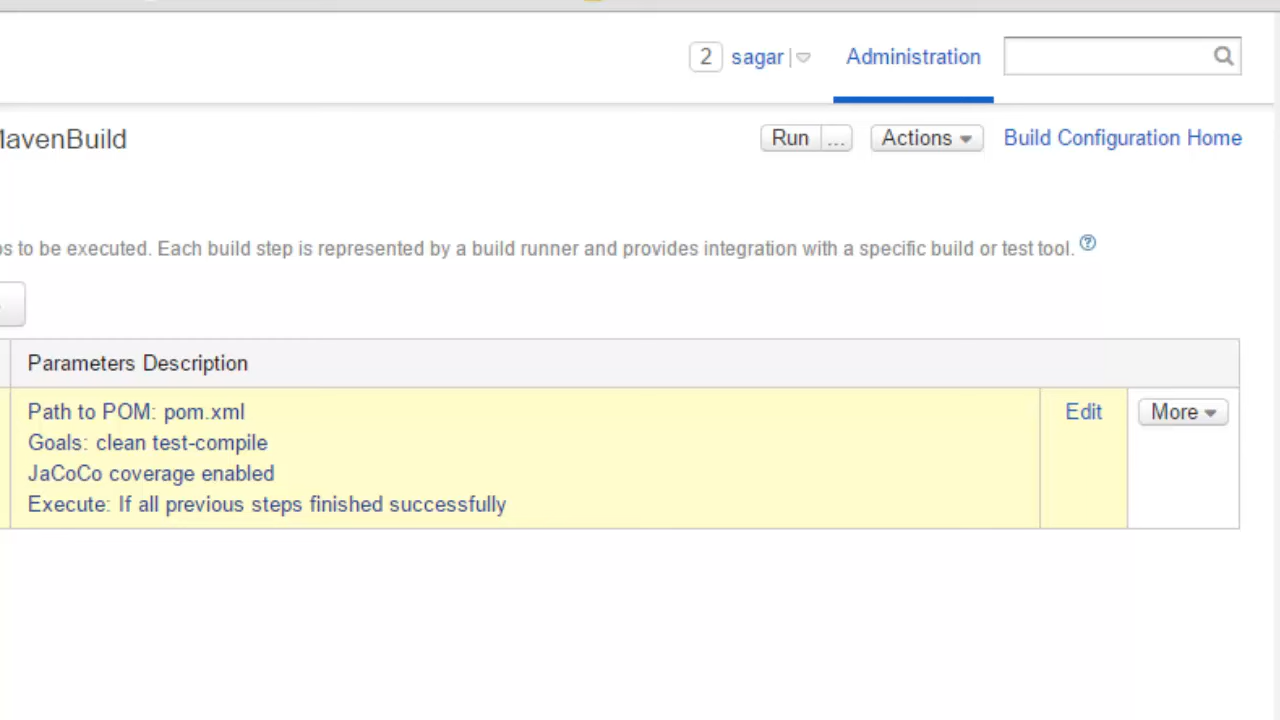 2 sagar Administration
MavenBuild Run ... Actions Build Configuration Home
to be executed. Each build step is represented by a build runner and provides integration with a specific build or test tool. ?
Parameters Description
Path to POM: pom.xml Edit More
Goals: clean test-compile
JaCoCo coverage enabled
Execute: If all previous steps finished successfully